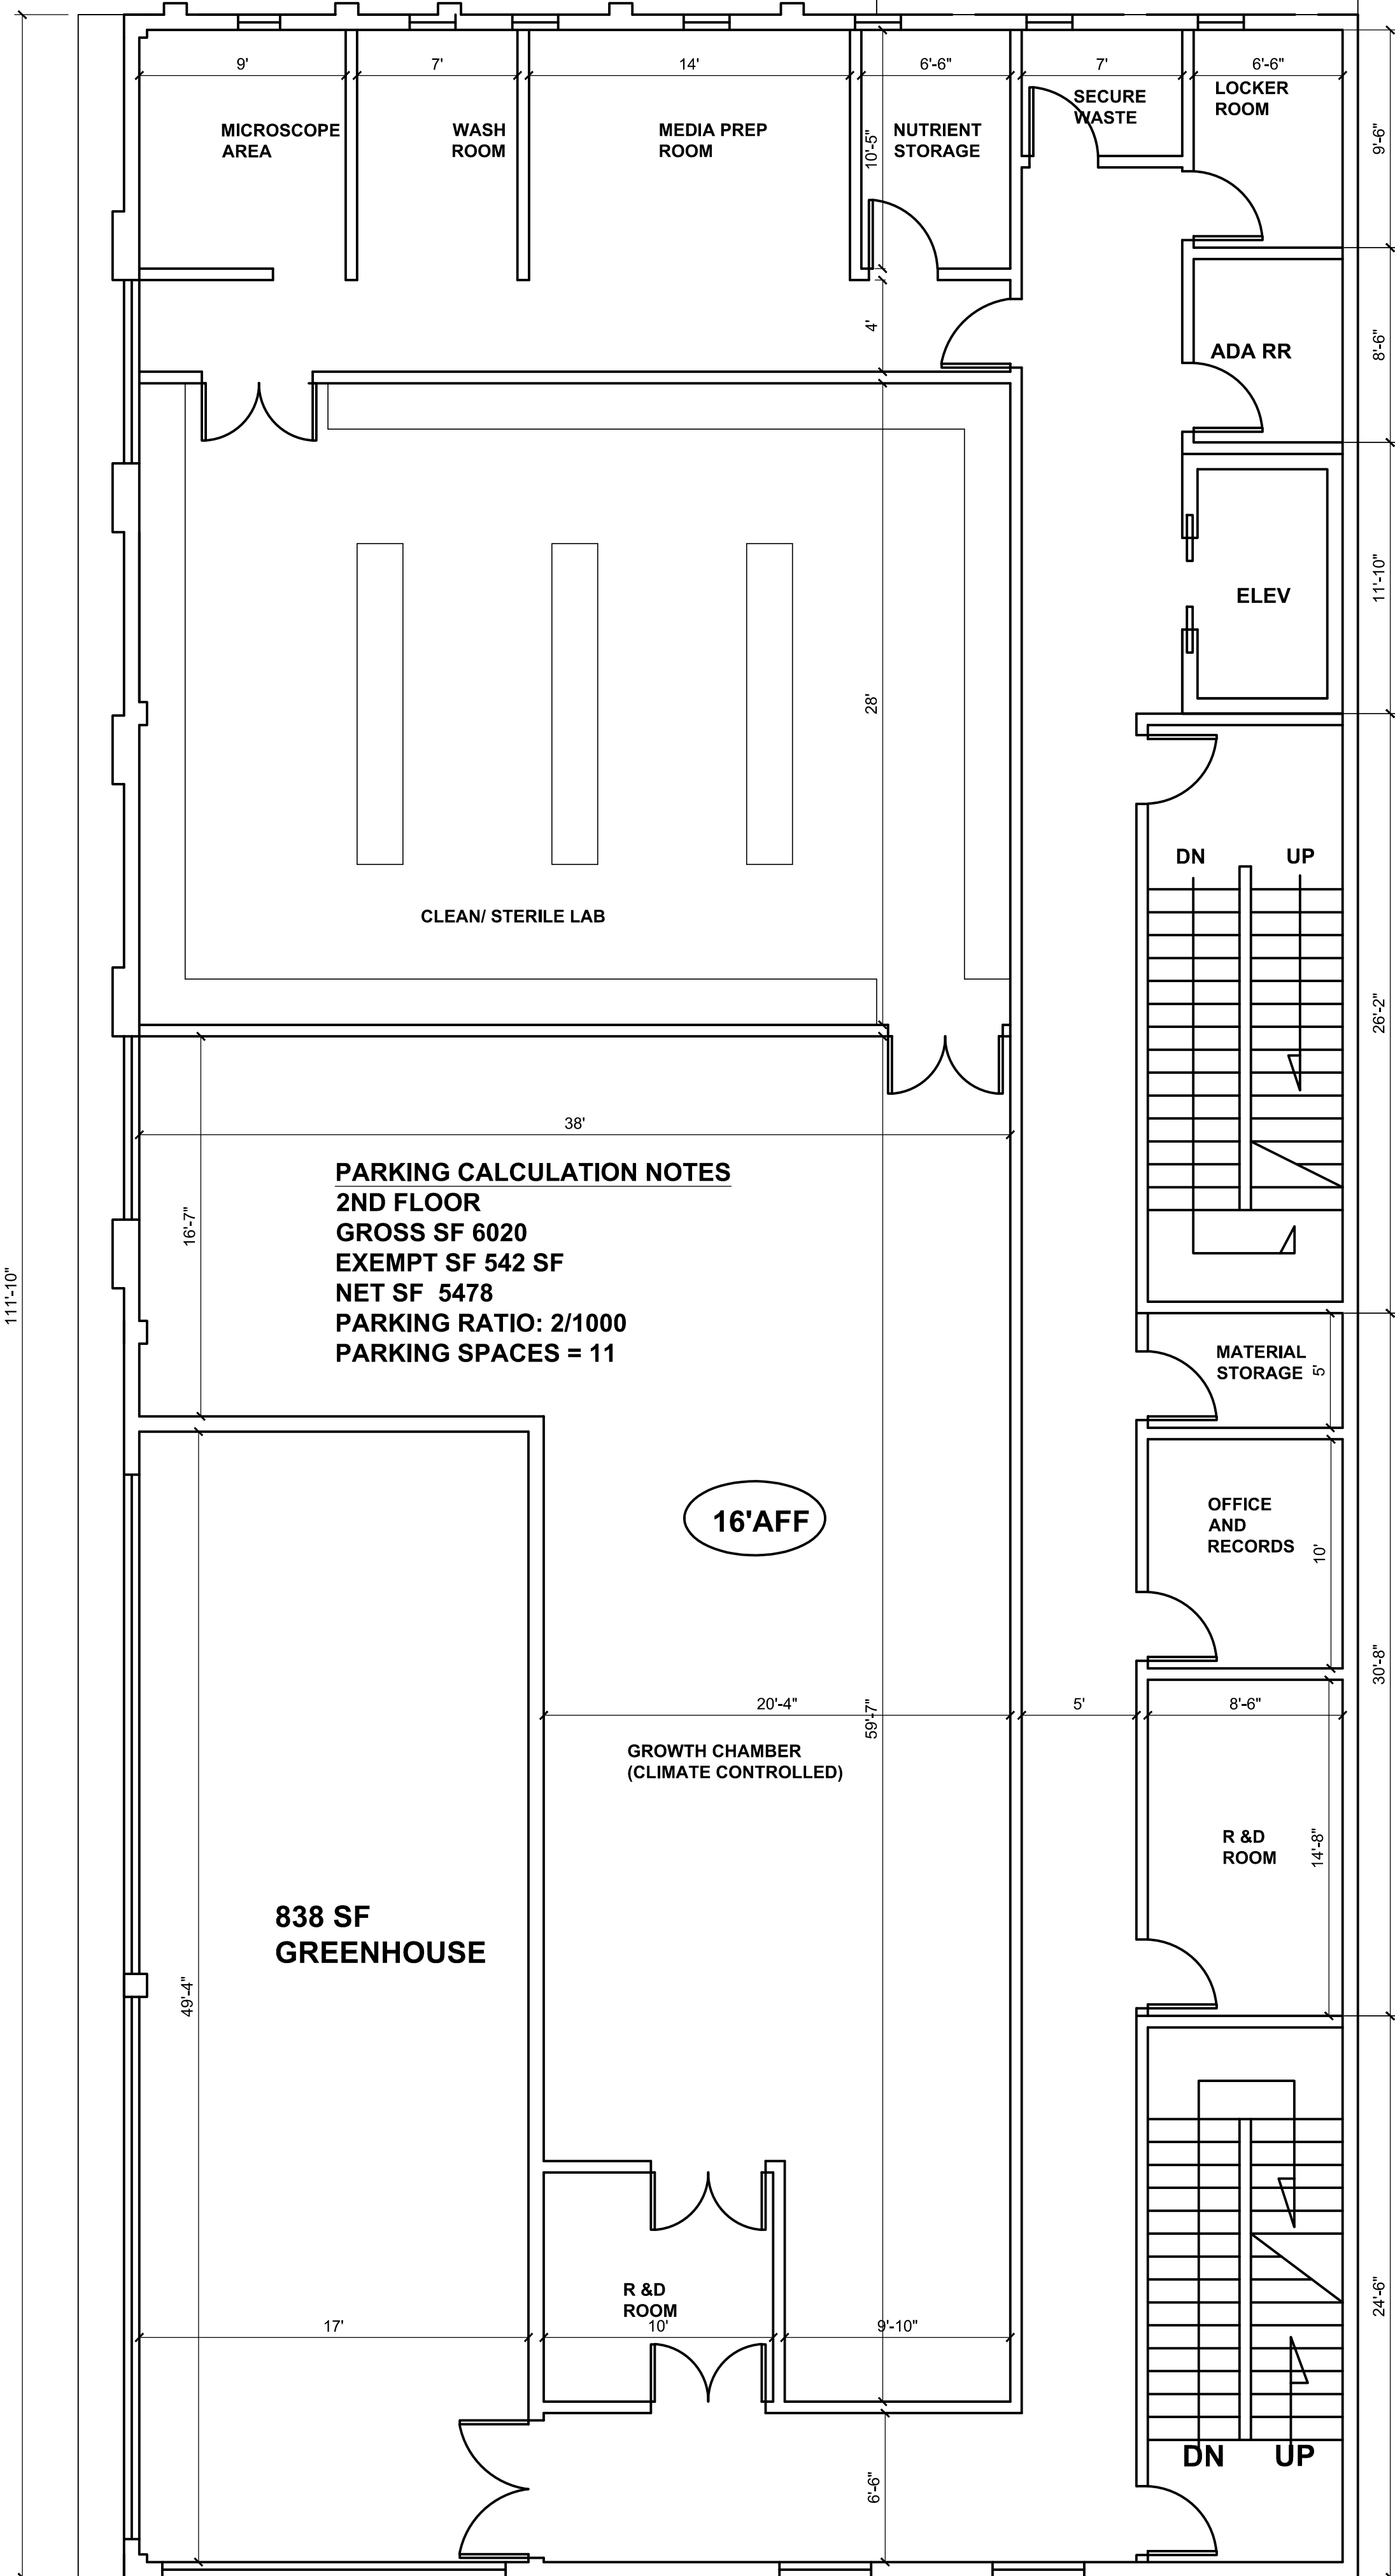 9'
7'
14'
6'-6"
7'
6'-6"
MICROSCOPE
AREA
WASH
ROOM
MEDIA PREP
ROOM
10'-5"
NUTRIENT
STORAGE
SECURE
WASTE
LOCKER
ROOM
9'-6"
4'
ADA RR
8'-6"
ELEV
11'-10"
28'
CLEAN/ STERILE LAB
DN
UP
26'-2"
38'
16'-7"
PARKING CALCULATION NOTES
2ND FLOOR
GROSS SF 6020
EXEMPT SF 542 SF
NET SF 5478
PARKING RATIO: 2/1000
PARKING SPACES = 11
111'-10"
MATERIAL
STORAGE
5'
16'AFF
OFFICE
AND
RECORDS
10'
30'-8"
20'-4"
59'-7"
5'
8'-6"
GROWTH CHAMBER
(CLIMATE CONTROLLED)
R &D
ROOM
14'-8"
838 SF
GREENHOUSE
49'-4"
R &D
ROOM
17'
10'
9'-10"
24'-6"
DN
UP
6'-6"